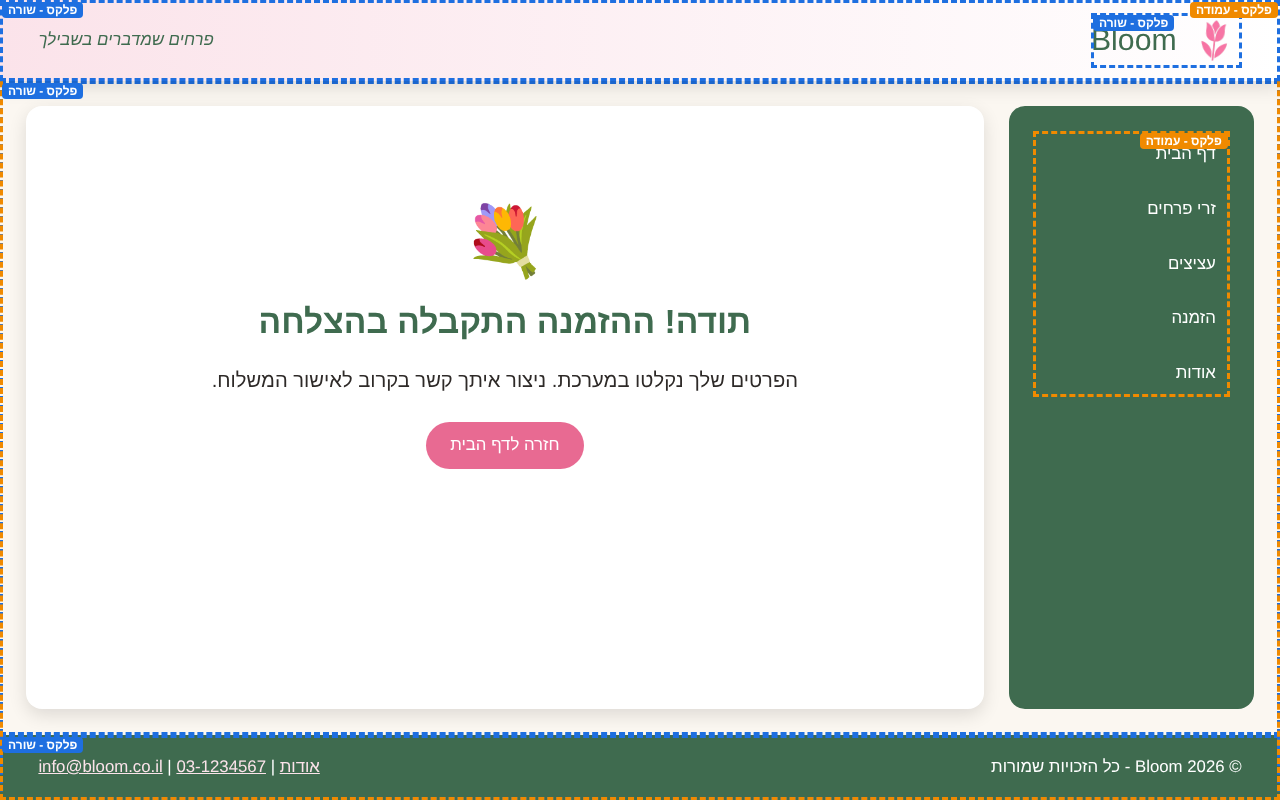 פלקס - עמודה
פלקס - שורה
פלקס - שורה
Bloom
פרחים שמדברים בשבילך
פלקס - שורה
פלקס - עמודה
דף הבית
זרי פרחים
עציצים
הזמנה
אודות
תודה! ההזמנה התקבלה בהצלחה
הפרטים שלך נקלטו במערכת. ניצור איתך קשר בקרוב לאישור המשלוח.
חזרה לדף הבית
פלקס - שורה
© 2026 Bloom - כל הזכויות שמורות
אודות | 03-1234567 | info@bloom.co.il